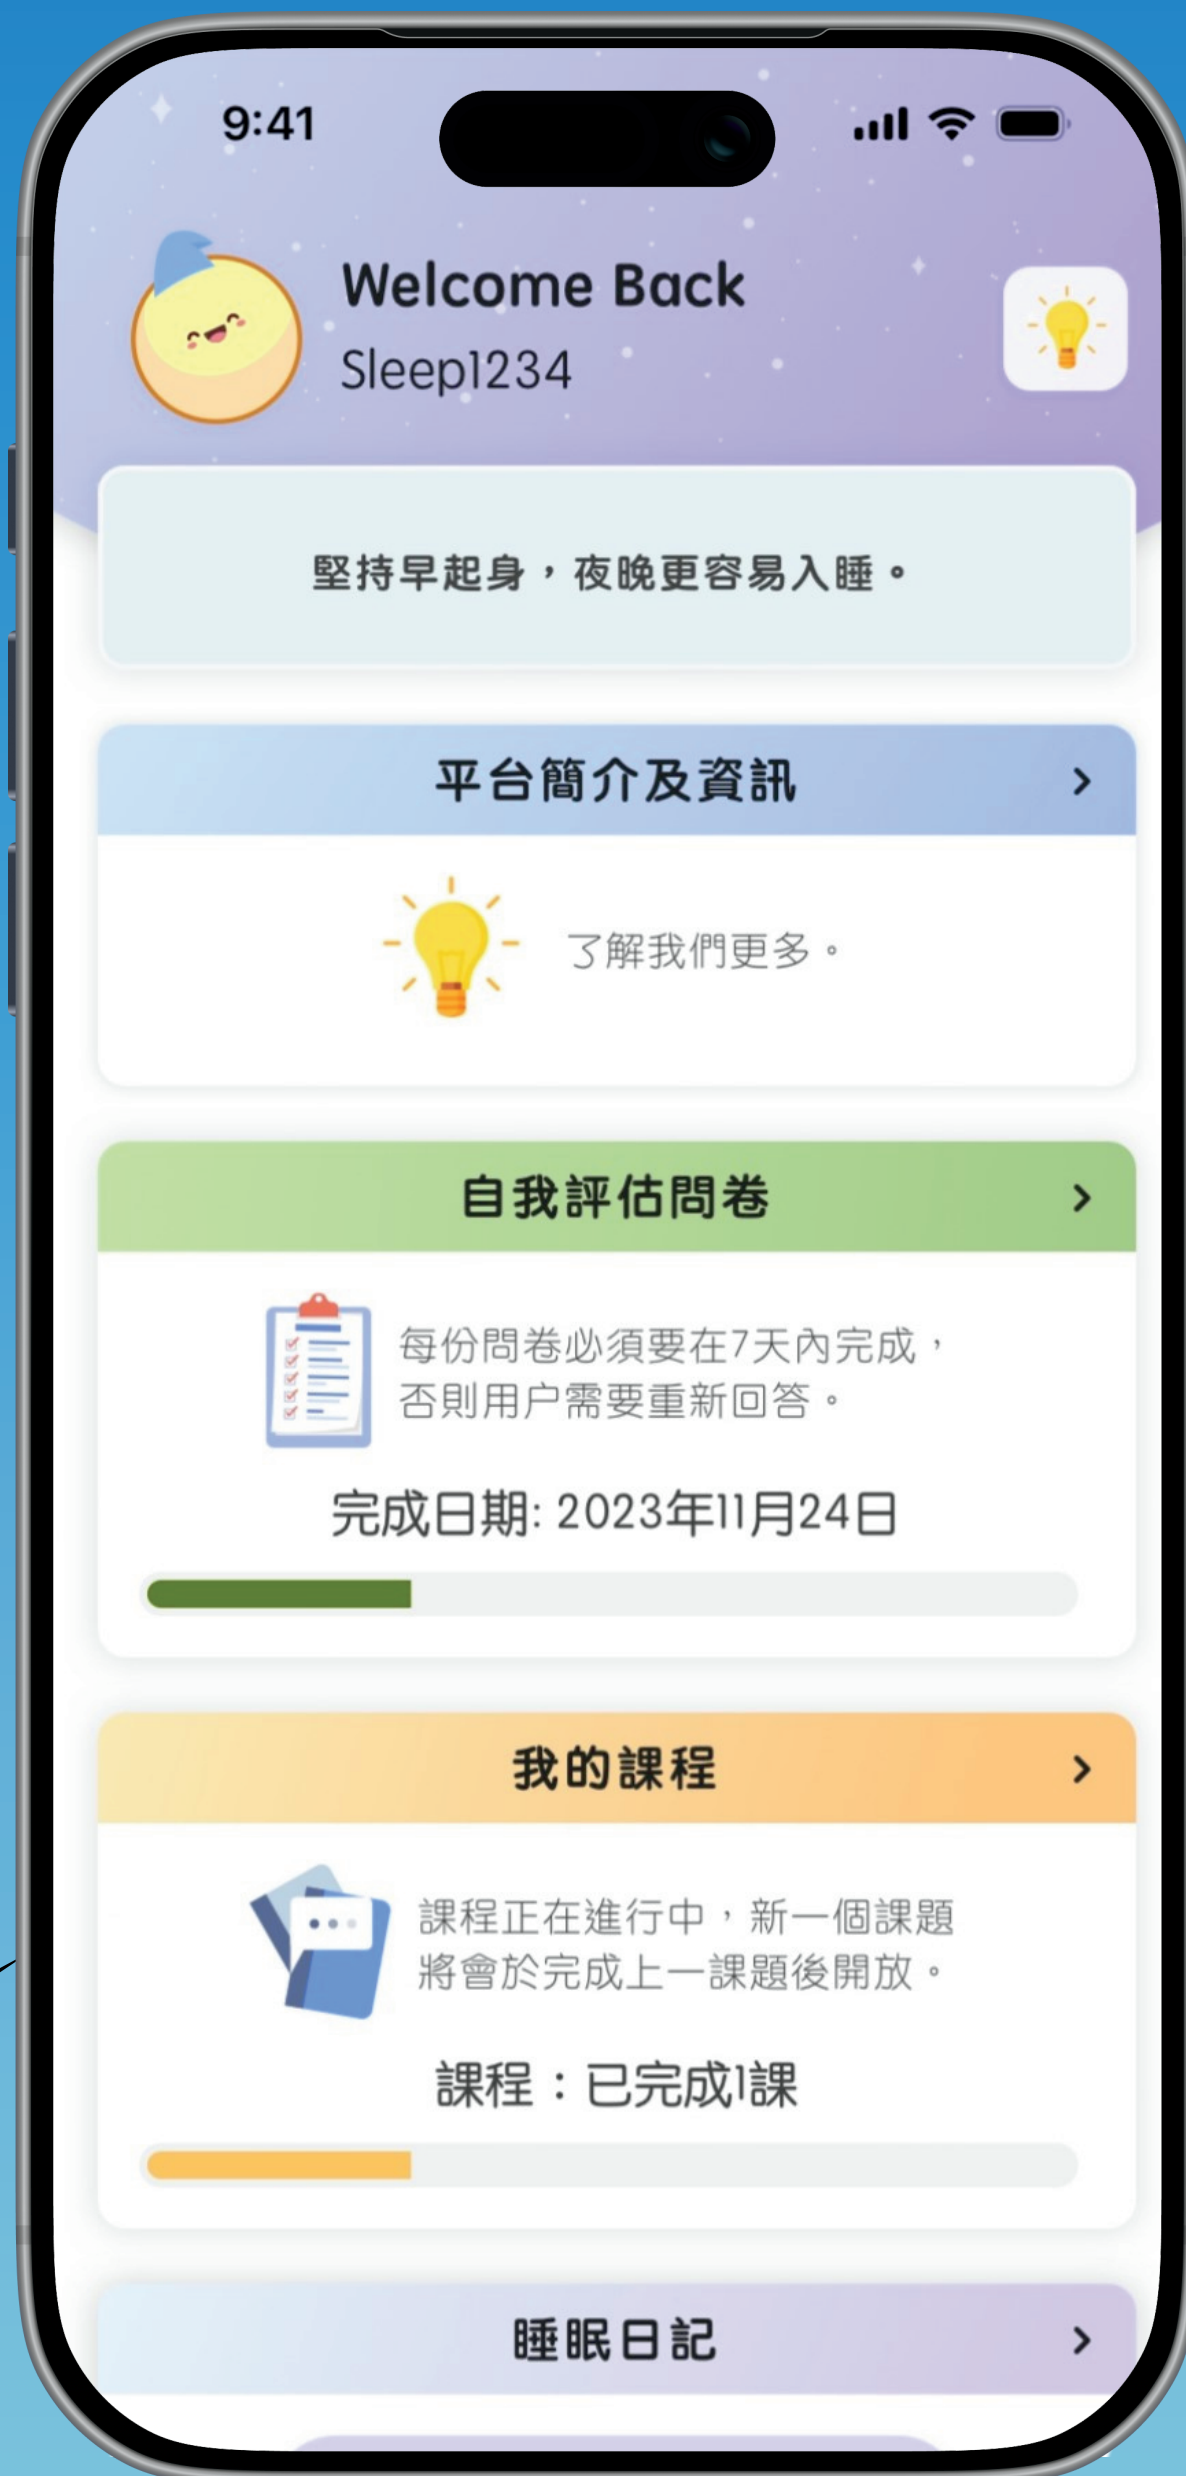 9:41
Welcome Back
Sleep1234
堅持早起身，夜晚更容易入睡。
平台簡介及資訊
了解我們更多。
自我評估問卷
每份問卷必須要在7天內完成，
否則用户需要重新回答。
完成日期: 2023年11月24日
我的課程
課程正在進行中，新一個課題
將會於完成上一課題後開放。
課程：已完成1課
睡眠日記